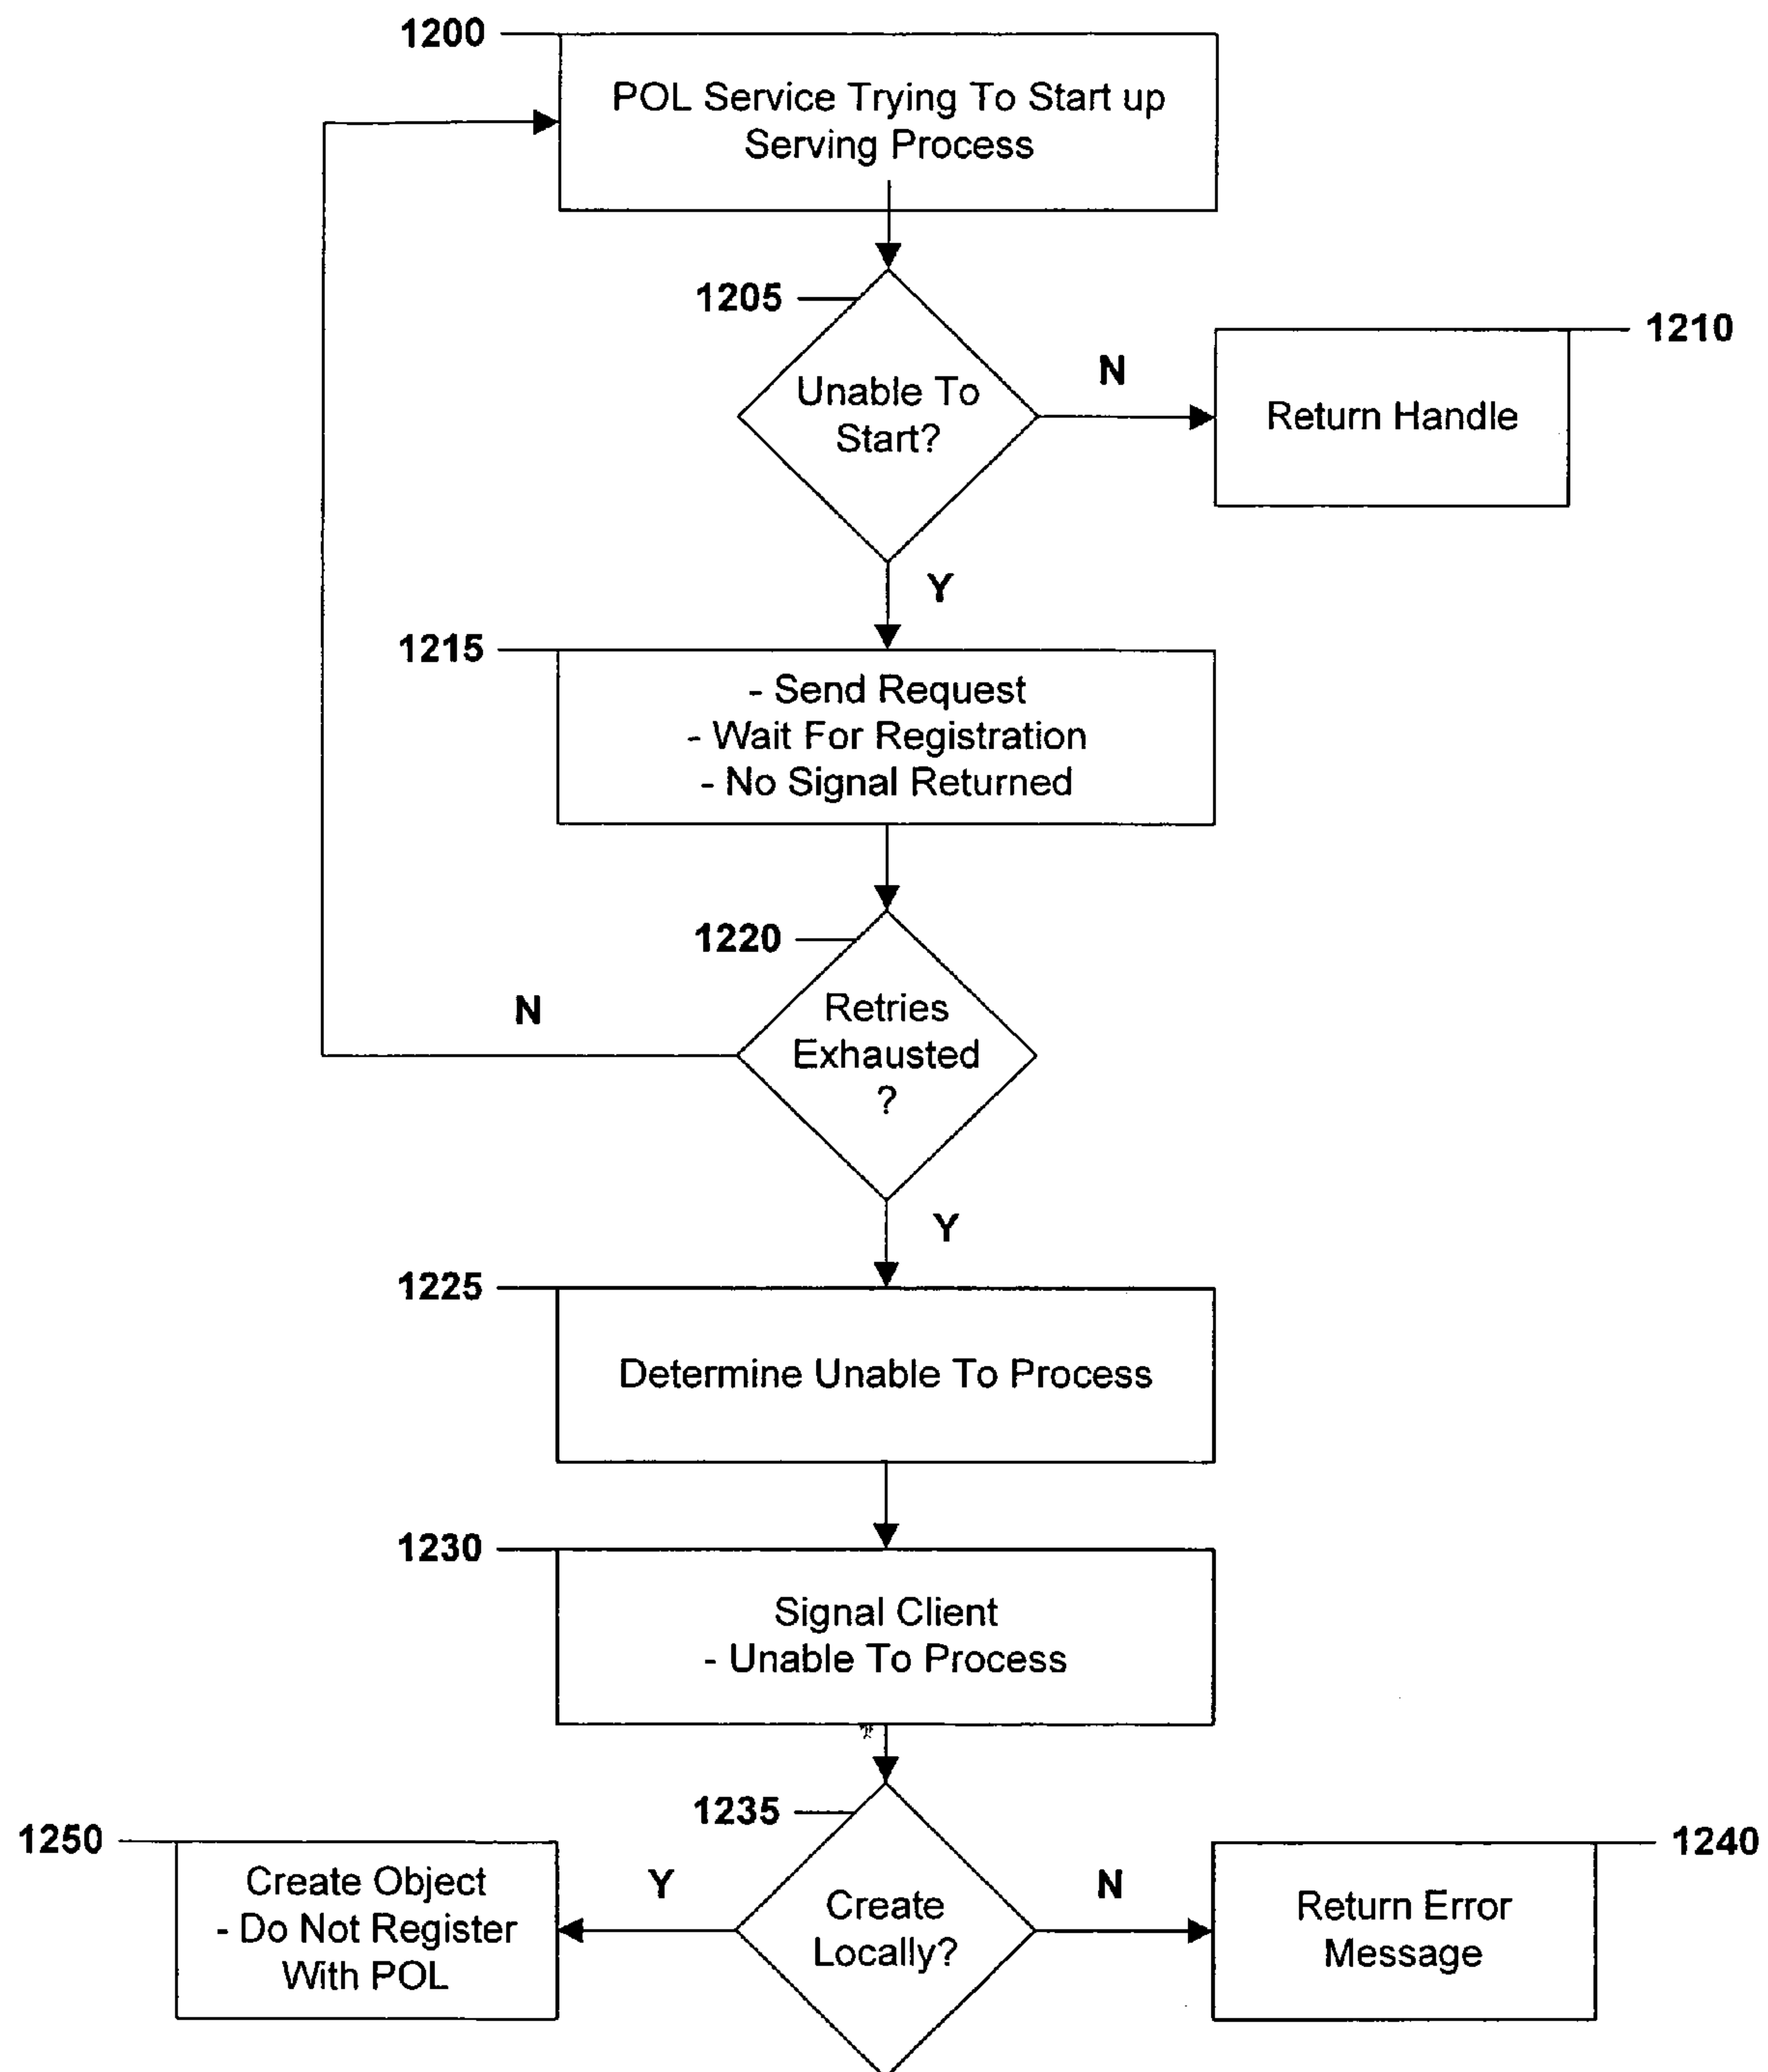 1200
POL Service Trying To Start up
Serving Process
1205
Unable To
Start?
N
1210
Return Handle
Y
1215
- Send Request
- Wait For Registration
- No Signal Returned
1220
Retries
Exhausted
?
N
Y
1225
Determine Unable To Process
1230
Signal Client
- Unable To Process
1235
Create
Locally?
Y
1250
Create Object
- Do Not Register
With POL
N
1240
Return Error
Message